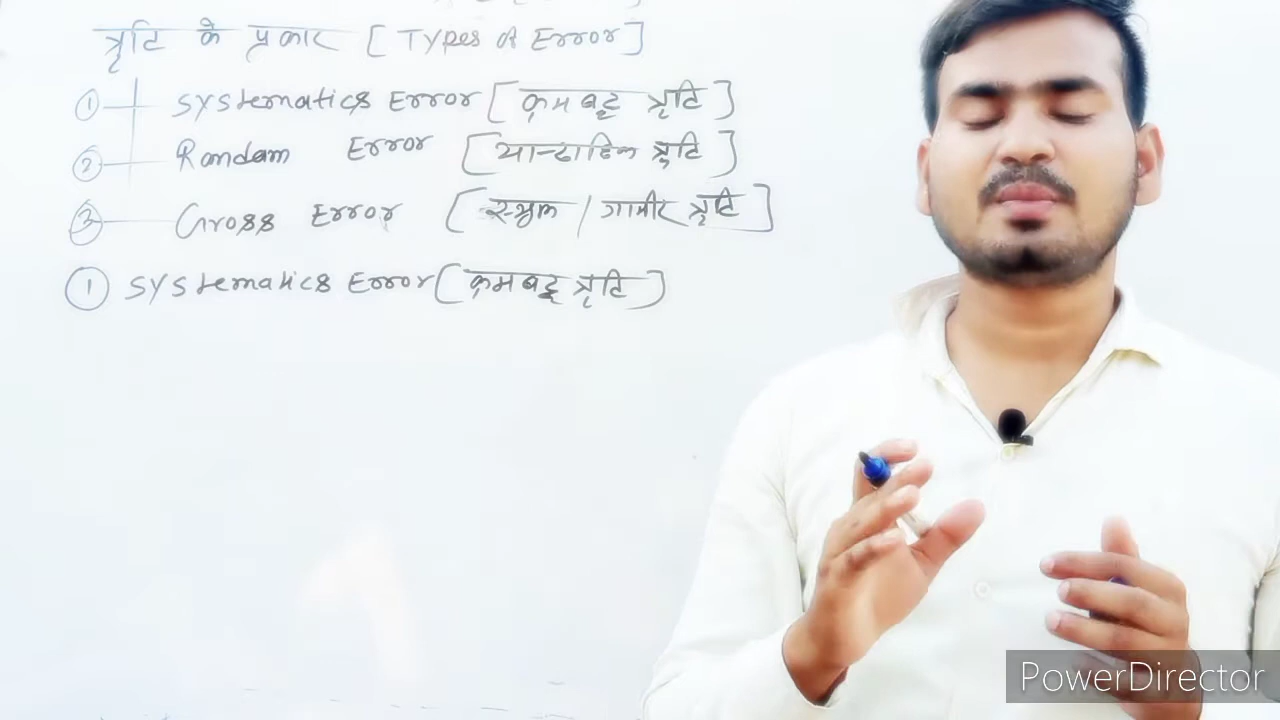 त्रृटि के प्रकार [ Types of Error ]
① Systematics Error [ क्रमबद्ध त्रृटि ]
② Random Error [ यान्दाहिक त्रृटि ]
③ Gross Error [ स्थुल / गाभीर त्रृटि ]
① Systematics Error [ क्रमबद्ध त्रृटि ]
PowerDirector